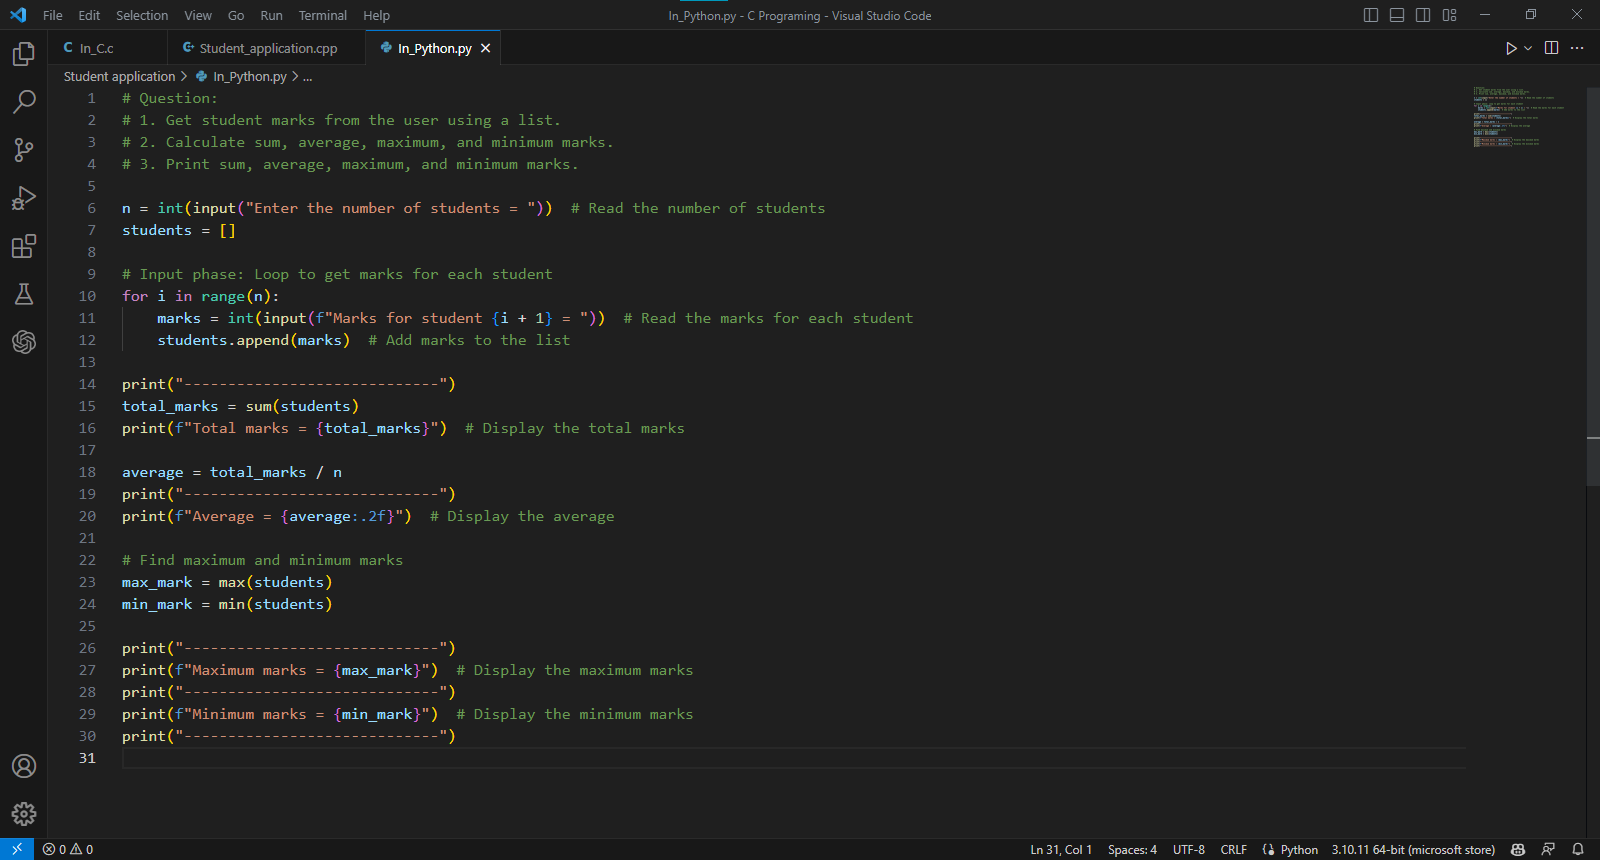 File Edit Selection View Go Run Terminal Help In_Python.py - C Programing - Visual Studio Code
In_C.c Student_application.cpp In_Python.py
Student application > In_Python.py > ...
1 # Question:
2 # 1. Get student marks from the user using a list.
3 # 2. Calculate sum, average, maximum, and minimum marks.
4 # 3. Print sum, average, maximum, and minimum marks.
5
6 n = int(input("Enter the number of students = "))  # Read the number of students
7 students = []
8
9 # Input phase: Loop to get marks for each student
10 for i in range(n):
11     marks = int(input(f"Marks for student {i + 1} = "))  # Read the marks for each student
12     students.append(marks)  # Add marks to the list
13
14 print("-----------------------------")
15 total_marks = sum(students)
16 print(f"Total marks = {total_marks}")  # Display the total marks
17
18 average = total_marks / n
19 print("-----------------------------")
20 print(f"Average = {average:.2f}")  # Display the average
21
22 # Find maximum and minimum marks
23 max_mark = max(students)
24 min_mark = min(students)
25
26 print("-----------------------------")
27 print(f"Maximum marks = {max_mark}")  # Display the maximum marks
28 print("-----------------------------")
29 print(f"Minimum marks = {min_mark}")  # Display the minimum marks
30 print("-----------------------------")
31
0 0 Ln 31, Col 1 Spaces: 4 UTF-8 CRLF Python 3.10.11 64-bit (microsoft store)